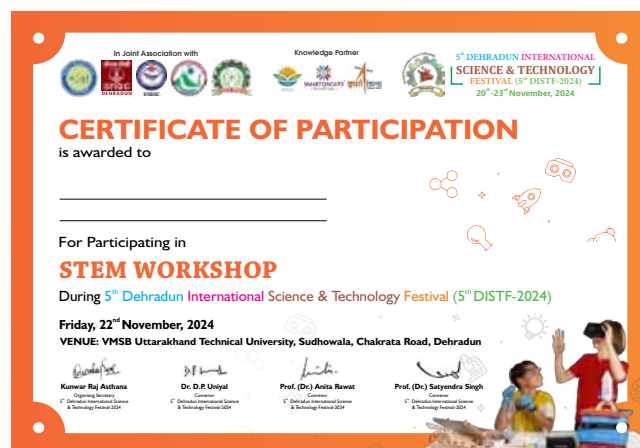 In Joint Association with
Knowledge Partner
DEHRADUN
SMARTCIRCUITS
5th DEHRADUN INTERNATIONAL
SCIENCE & TECHNOLOGY
FESTIVAL (5th DISTF-2024)
20th-23rd November, 2024
CERTIFICATE OF PARTICIPATION
is awarded to
For Participating in
STEM WORKSHOP
During 5th Dehradun International Science & Technology Festival (5th DISTF-2024)
Friday, 22nd November, 2024
VENUE: VMSB Uttarakhand Technical University, Sudhowala, Chakrata Road, Dehradun
Kunwar Raj Asthana
Organising Secretary
5th Dehradun International Science
& Technology Festival-2024
Dr. D.P. Uniyal
Convenor
5th Dehradun International Science
& Technology Festival-2024
Prof. (Dr.) Anita Rawat
Convenor
5th Dehradun International Science
& Technology Festival-2024
Prof. (Dr.) Satyendra Singh
Convenor
5th Dehradun International Science
& Technology Festival-2024